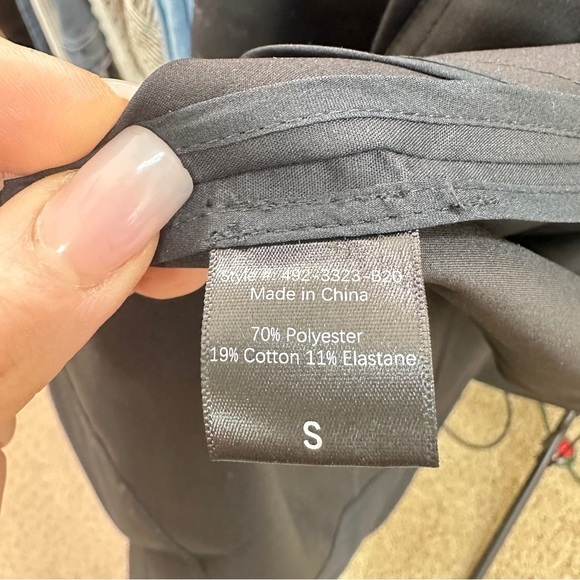 Style #: 492-3323-B20
Made in China
70% Polyester
19% Cotton 11% Elastane
S